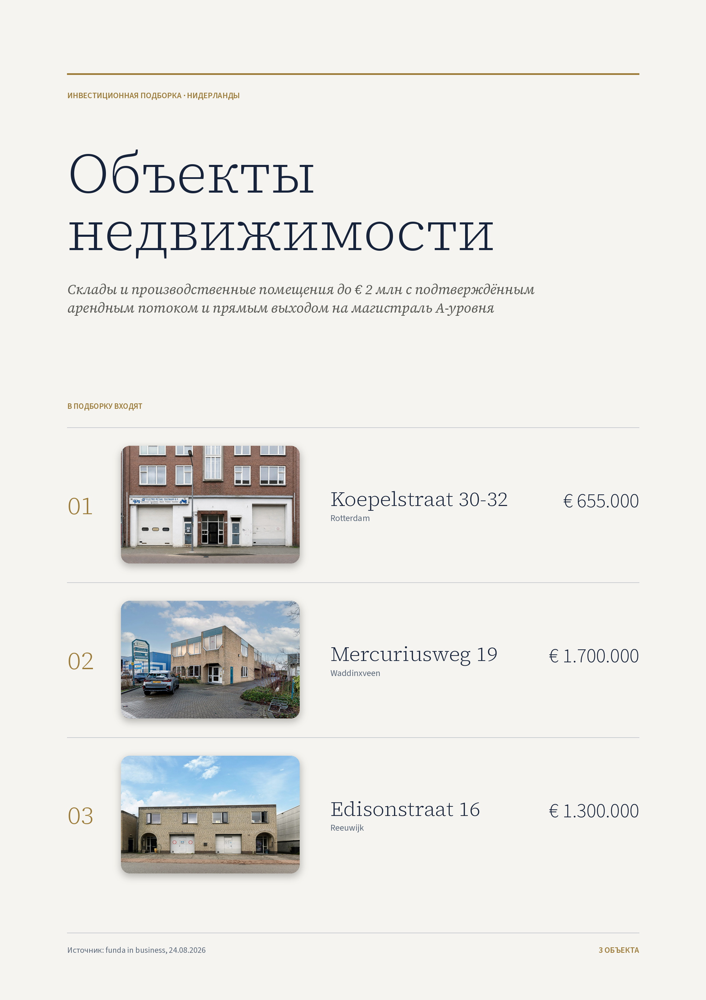 ИНВЕСТИЦИОННАЯ ПОДБОРКА · НИДЕРЛАНДЫ
Объекты
недвижимости
Склады и производственные помещения до € 2 млн с подтверждённым
арендным потоком и прямым выходом на магистраль А-уровня
В ПОДБОРКУ ВХОДЯТ
01
ELECTRO METAAL TOLENAAR B.V.
Koepelstraat 30-32
€ 655.000
Rotterdam
02
Mercuriusweg 19
€ 1.700.000
Waddinxveen
03
Edisonstraat 16
€ 1.300.000
Reeuwijk
Источник: funda in business, 24.08.2026
3 ОБЪЕКТА